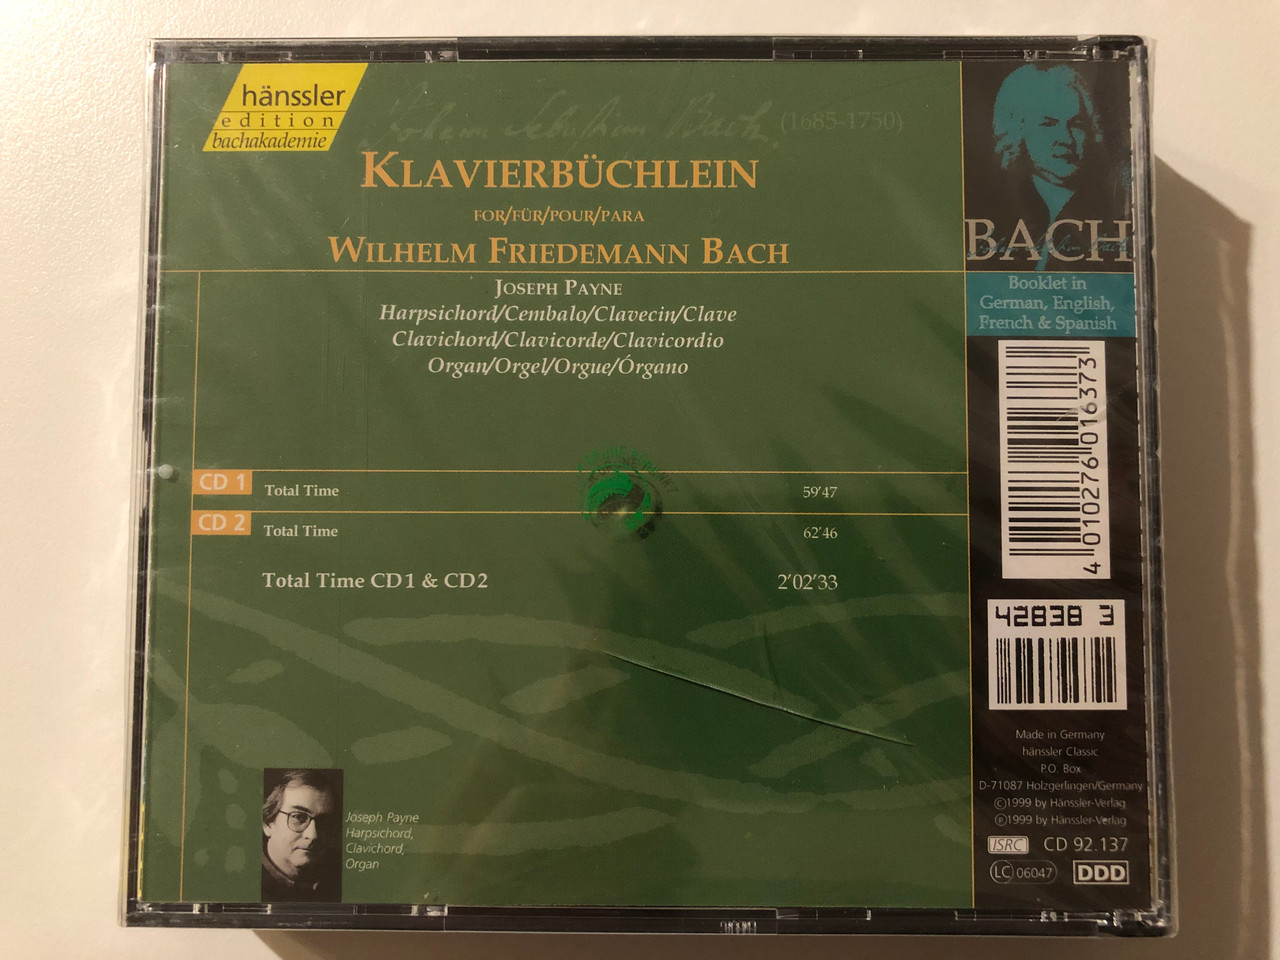 hänssler
edition
bachakademie
Johann Sebastian Bach. (1685-1750)
KLAVIERBÜCHLEIN
FOR/FÜR/POUR/PARA
WILHELM FRIEDEMANN BACH
JOSEPH PAYNE
Harpsichord/Cembalo/Clavecin/Clave
Clavichord/Clavicorde/Clavicordio
Organ/Orgel/Orgue/Órgano
CD 1 Total Time 59'47
CD 2 Total Time 62'46
Total Time CD1 & CD2 2'02'33
Joseph Payne
Harpsichord,
Clavichord,
Organ
BACH
Booklet in
German, English,
French & Spanish
4 010276 016373
42838 3
Made in Germany
hänssler Classic
P.O. Box
D-71087 Holzgerlingen/Germany
©1999 by Hänssler-Verlag
℗1999 by Hänssler-Verlag
ISRC CD 92.137
LC 06047 DDD